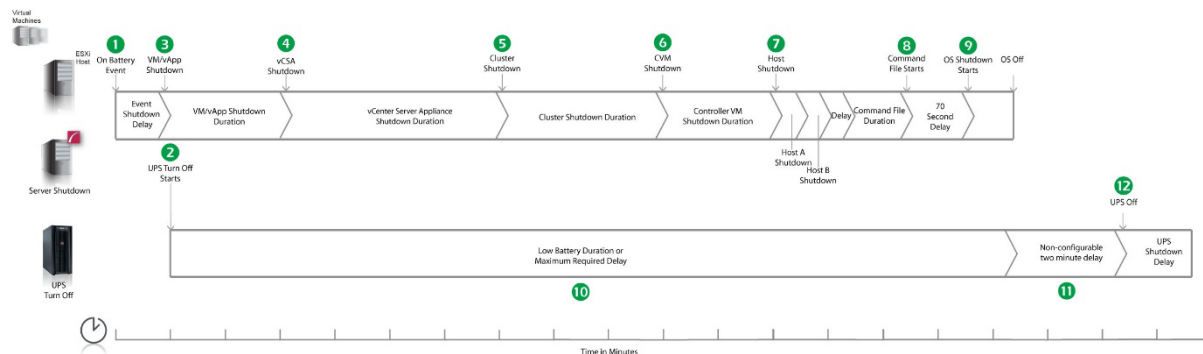 Virtual
Machines
ESXi
Host
1
On Battery
Event
3
VM/vApp
Shutdown
4
vCSA
Shutdown
5
Cluster
Shutdown
6
CVM
Shutdown
7
Host
Shutdown
8
Command
File Starts
9
OS Shutdown
Starts
OS Off
Event
Shutdown
Delay
VM/vApp Shutdown
Duration
vCenter Server Appliance
Shutdown Duration
Cluster Shutdown Duration
Controller VM
Shutdown Duration
Delay
Command File
Duration
70
Second
Delay
Host A
Shutdown
Host B
Shutdown
Server Shutdown
2
UPS Turn Off
Starts
12
UPS Off
Low Battery Duration or
Maximum Required Delay
Non-configurable
two minute delay
UPS
Shutdown
Delay
UPS
Turn Off
10
11
Time in Minutes